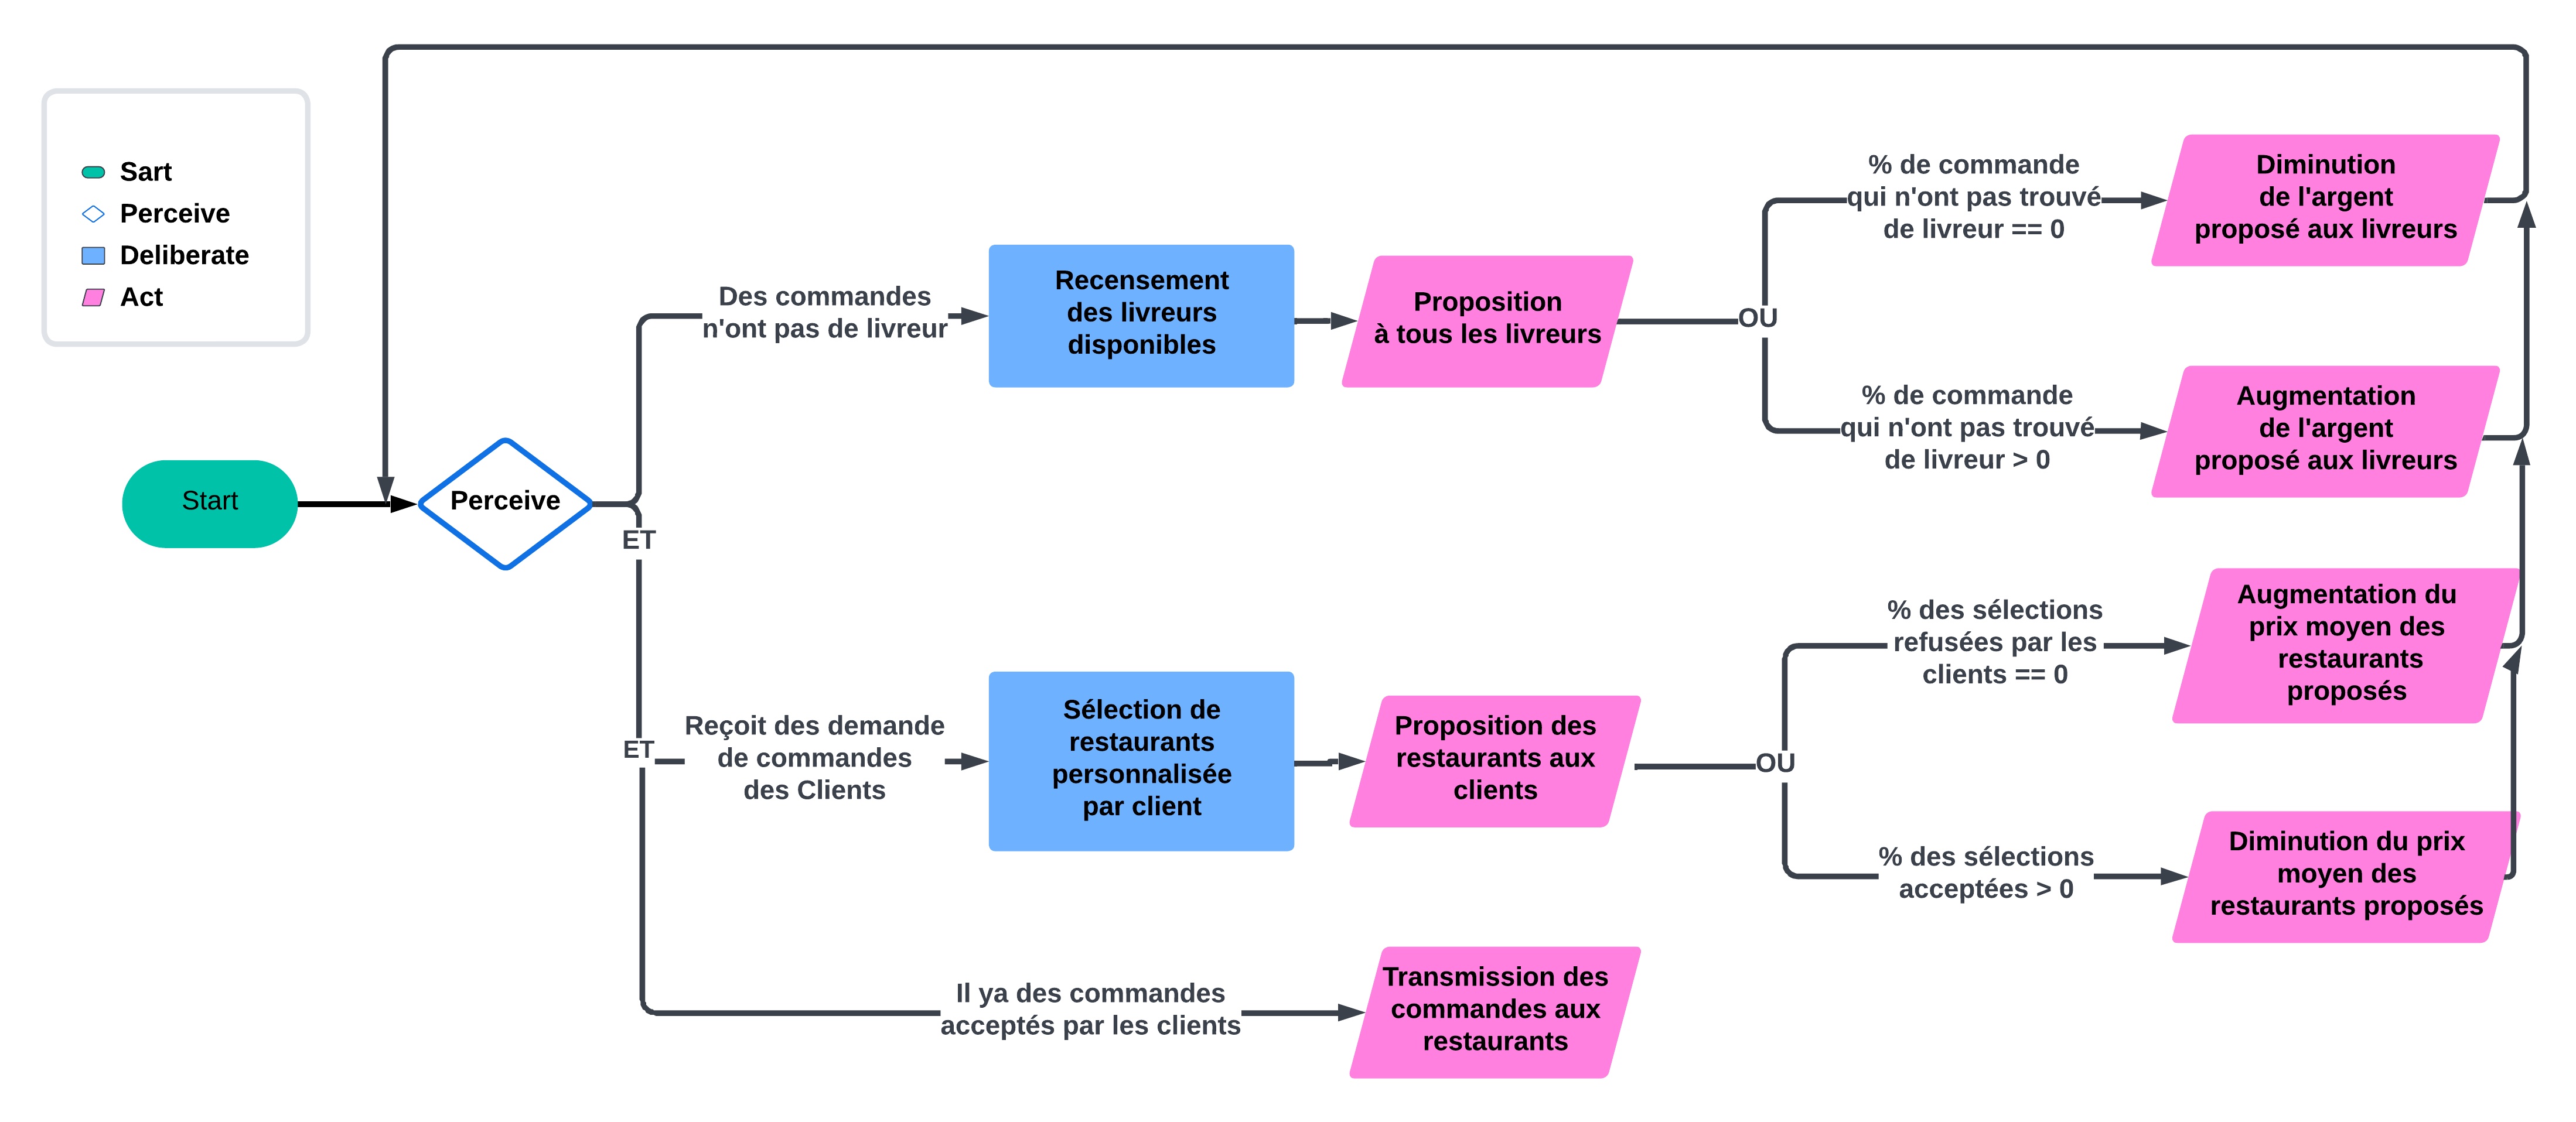 Sart
Perceive
Deliberate
Act
Start
Perceive
ET
ET
Des commandes
n'ont pas de livreur
Recensement
des livreurs
disponibles
Proposition
à tous les livreurs
OU
% de commande
qui n'ont pas trouvé
de livreur == 0
Diminution
de l'argent
proposé aux livreurs
% de commande
qui n'ont pas trouvé
de livreur > 0
Augmentation
de l'argent
proposé aux livreurs
Reçoit des demande
de commandes
des Clients
Sélection de
restaurants
personnalisée
par client
Proposition des
restaurants aux
clients
OU
% des sélections
refusées par les
clients == 0
Augmentation du
prix moyen des
restaurants
proposés
% des sélections
acceptées > 0
Diminution du prix
moyen des
restaurants proposés
Il ya des commandes
acceptés par les clients
Transmission des
commandes aux
restaurants